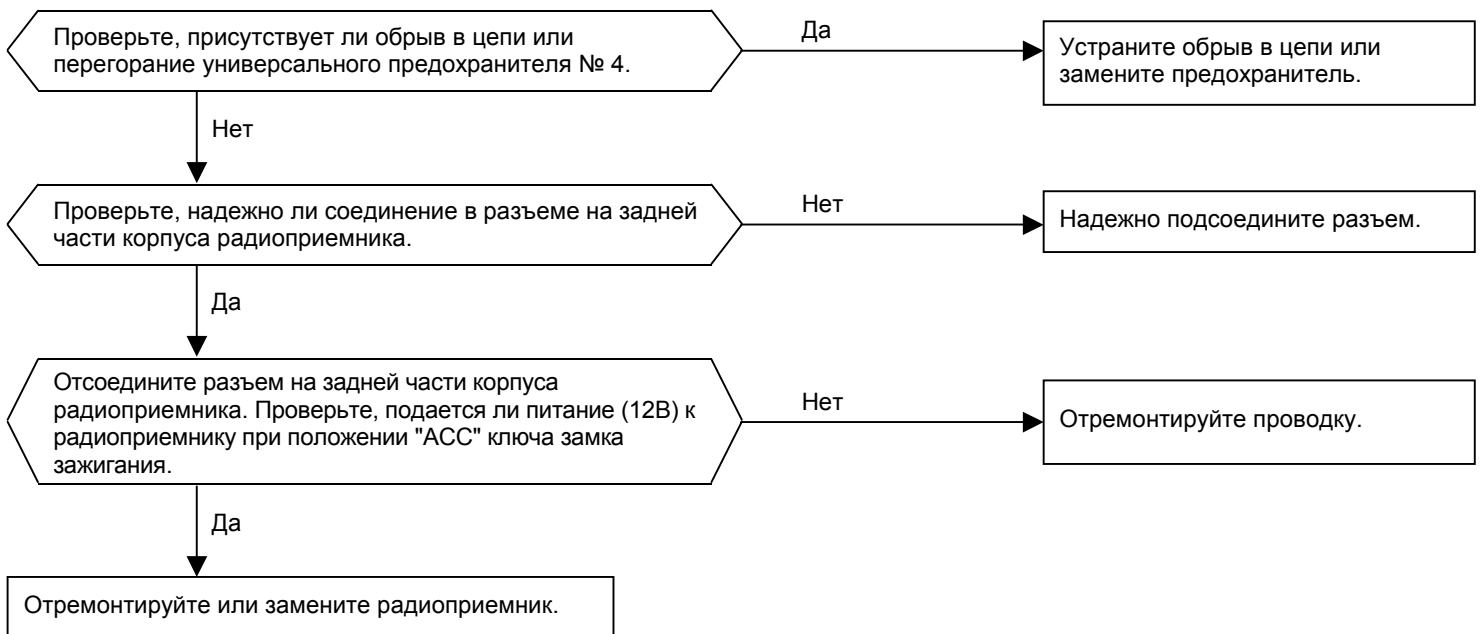 Проверьте, присутствует ли обрыв в цепи или
перегорание универсального предохранителя № 4.
Да
Устраните обрыв в цепи или
замените предохранитель.
Нет
Проверьте, надежно ли соединение в разъеме на задней
части корпуса радиоприемника.
Нет
Надежно подсоедините разъем.
Да
Отсоедините разъем на задней части корпуса
радиоприемника. Проверьте, подается ли питание (12В) к
радиоприемнику при положении "ACC" ключа замка
зажигания.
Нет
Отремонтируйте проводку.
Да
Отремонтируйте или замените радиоприемник.